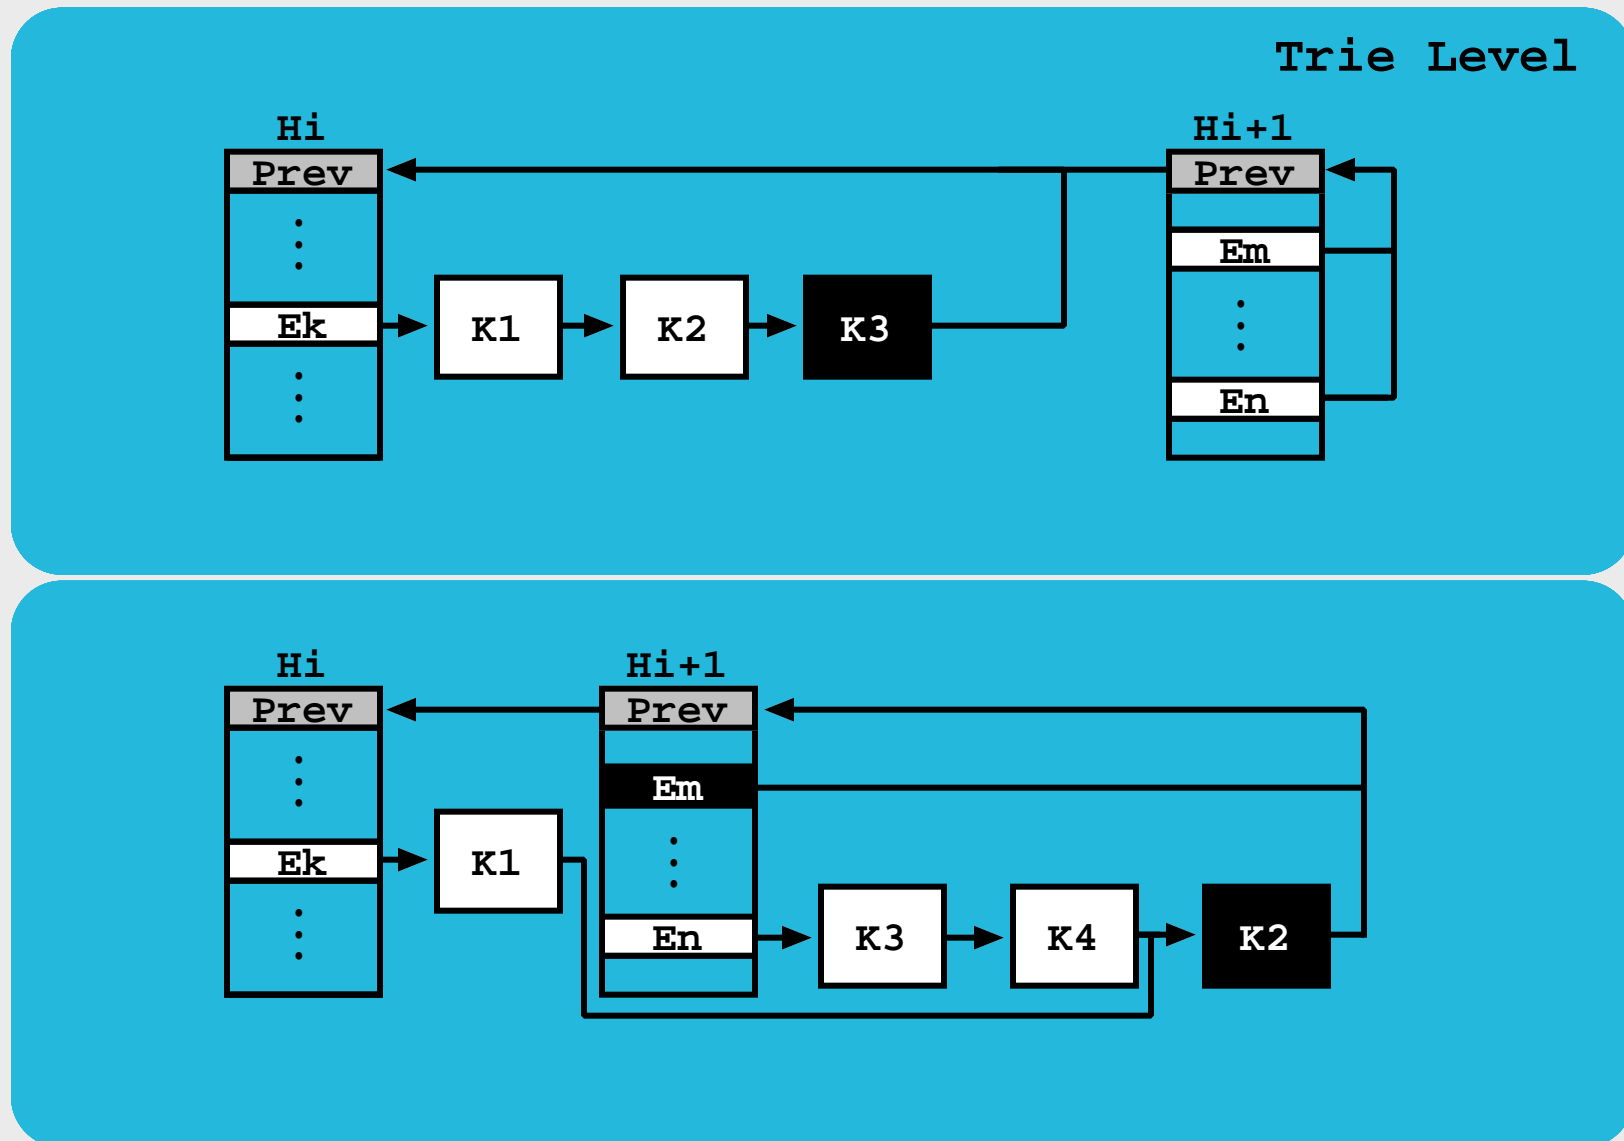 Trie Level
Hi
Hi+1
Prev
Prev
Em
Ek
K1
K2
K3
En
Hi
Hi+1
Prev
Prev
Em
Ek
K1
En
K3
K4
K2